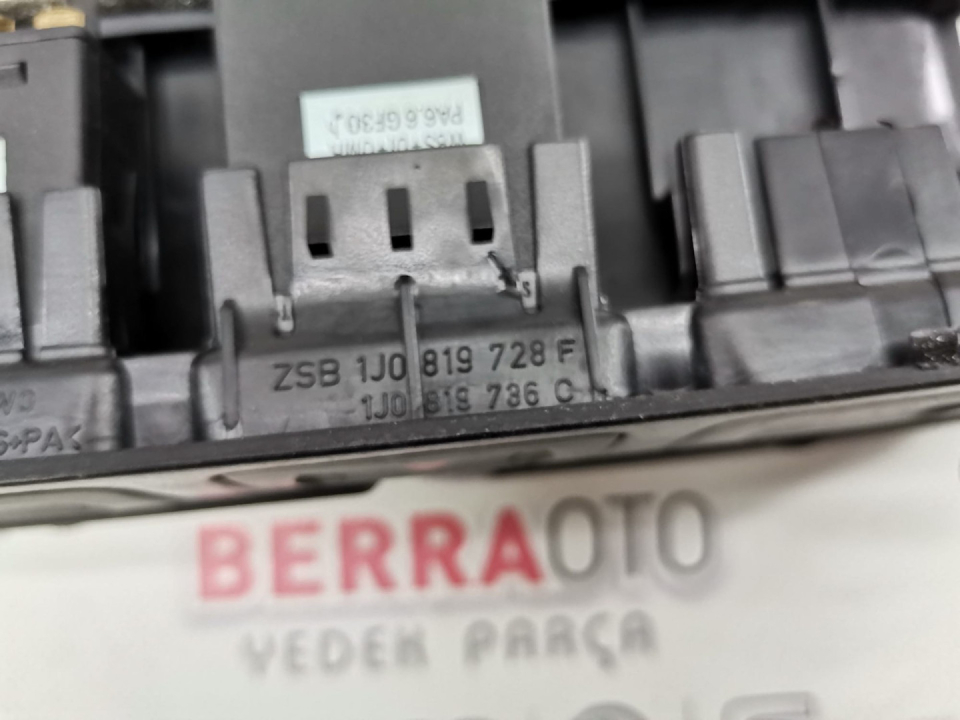 PA6.6 GF30
ZSB 1J0 819 728 F
1J0 819 736 C
BERRAOTO
YEDEK PARÇA